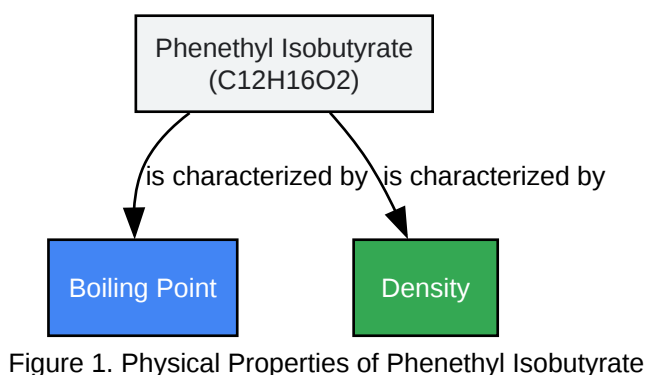 Phenethyl Isobutyrate
(C12H16O2)
is characterized by
is characterized by
Boiling Point
Density
Figure 1. Physical Properties of Phenethyl Isobutyrate